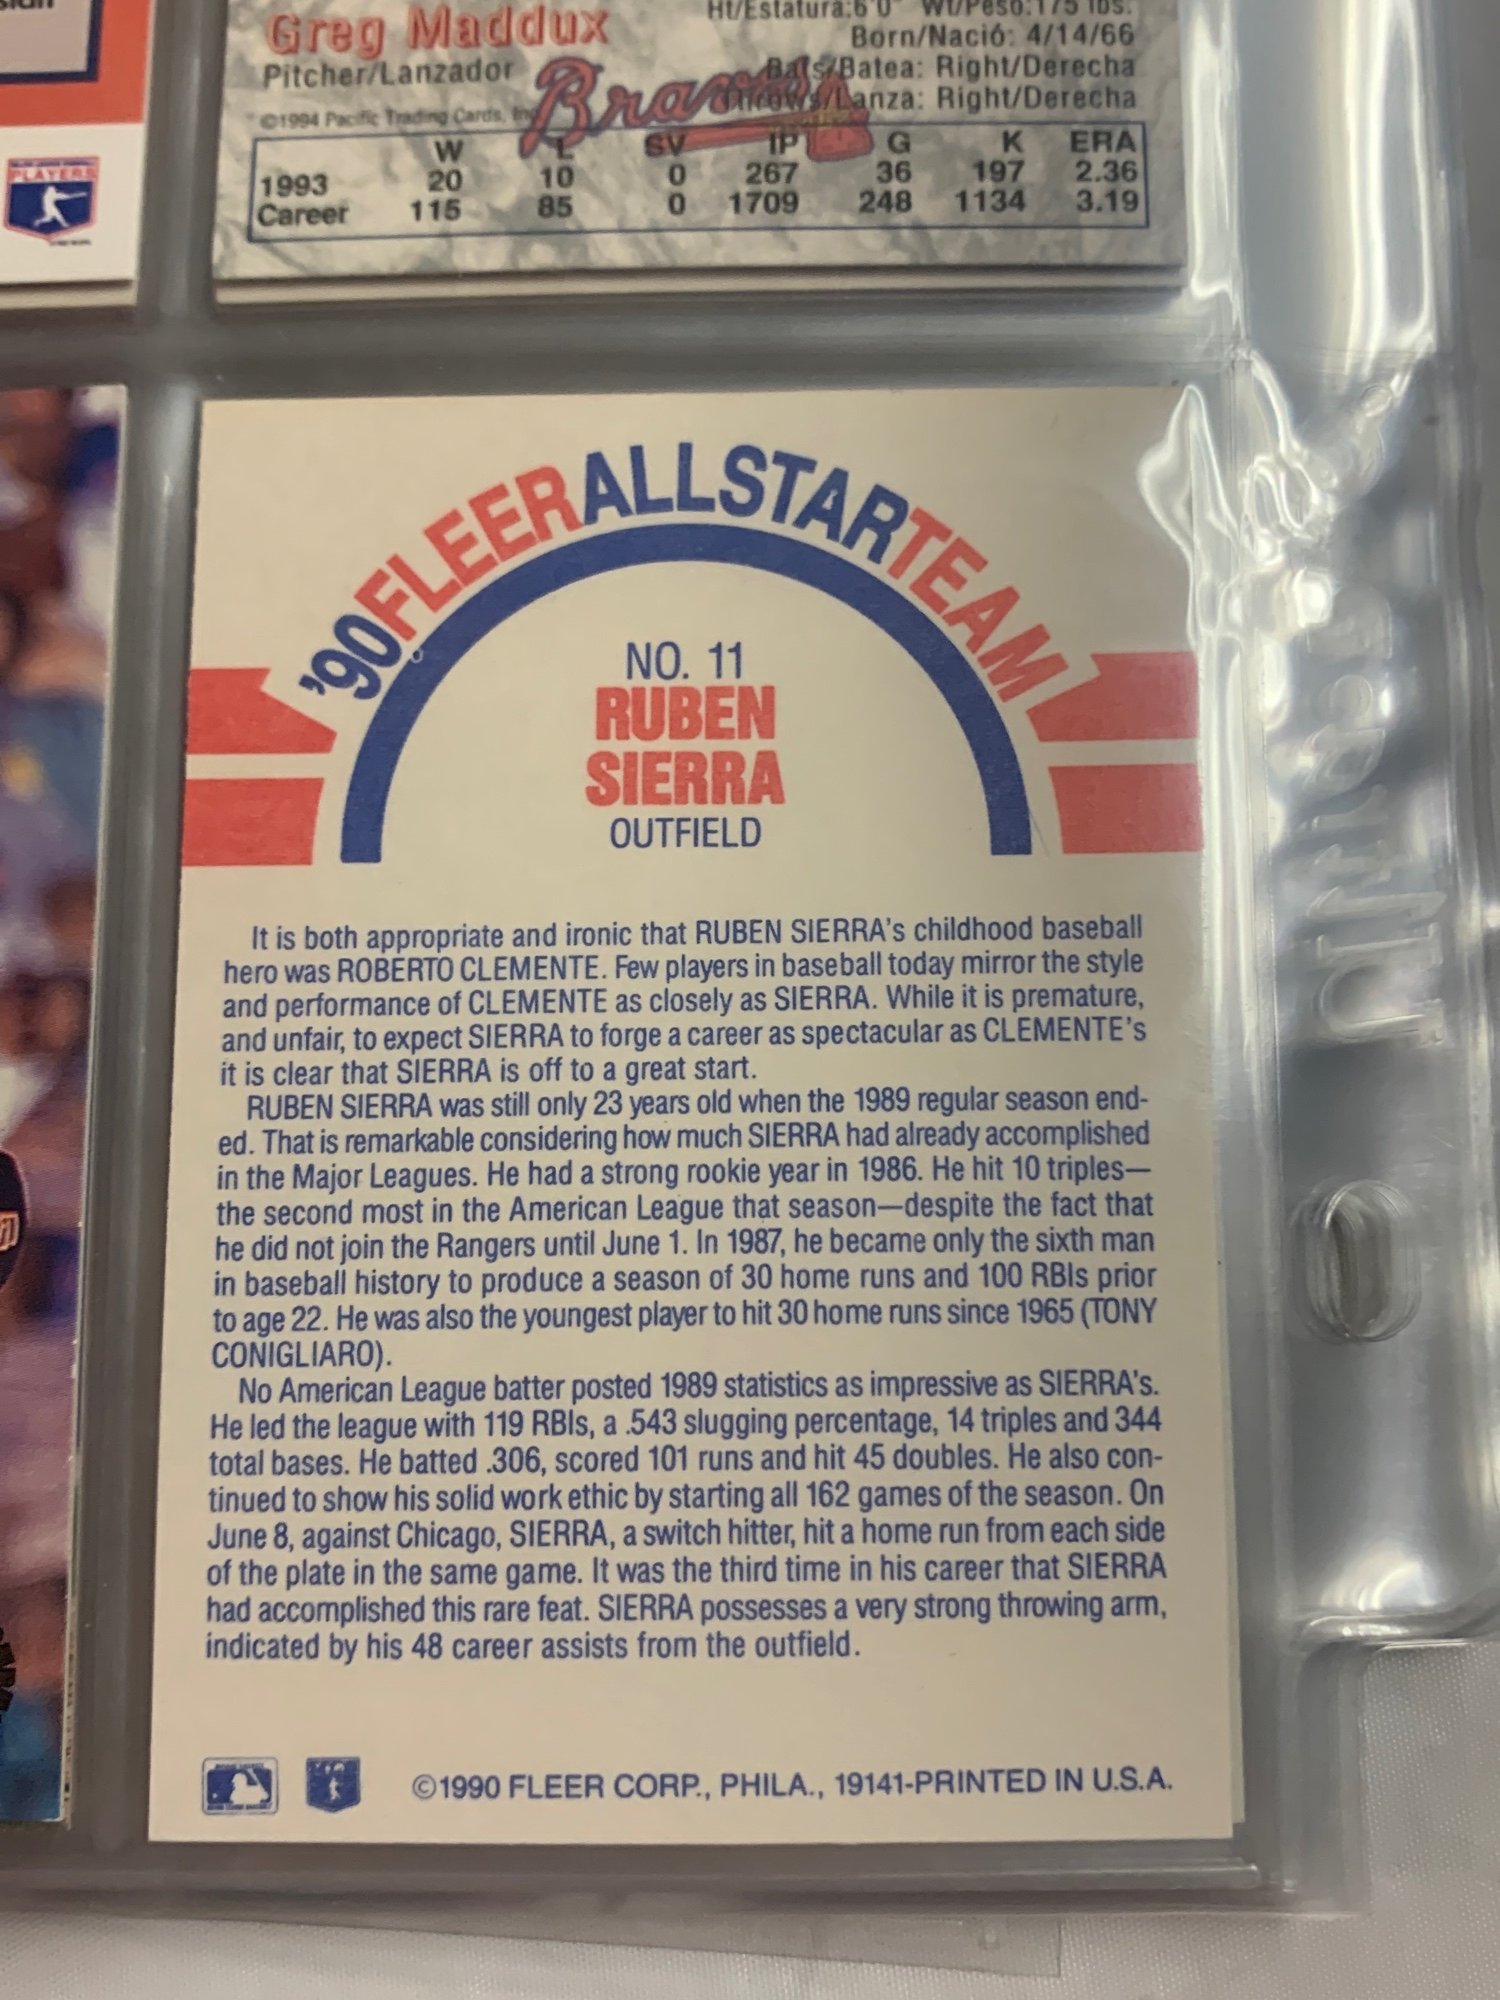 Greg Maddux
Pitcher/Lanzador
©1994 Pacific Trading Cards, Inc
Ht/Estatura:6'0" Wt/Peso:175 lbs.
Born/Nació: 4/14/66
Bats/Batea: Right/Derecha
Throws/Lanza: Right/Derecha
Braves
W L SV IP G K ERA
1993 20 10 0 267 36 197 2.36
Career 115 85 0 1709 248 1134 3.19
PLAYERS
'90 FLEER ALL STAR TEAM
NO. 11
RUBEN
SIERRA
OUTFIELD
It is both appropriate and ironic that RUBEN SIERRA's childhood baseball
hero was ROBERTO CLEMENTE. Few players in baseball today mirror the style
and performance of CLEMENTE as closely as SIERRA. While it is premature,
and unfair, to expect SIERRA to forge a career as spectacular as CLEMENTE's
it is clear that SIERRA is off to a great start.
RUBEN SIERRA was still only 23 years old when the 1989 regular season end-
ed. That is remarkable considering how much SIERRA had already accomplished
in the Major Leagues. He had a strong rookie year in 1986. He hit 10 triples—
the second most in the American League that season—despite the fact that
he did not join the Rangers until June 1. In 1987, he became only the sixth man
in baseball history to produce a season of 30 home runs and 100 RBIs prior
to age 22. He was also the youngest player to hit 30 home runs since 1965 (TONY
CONIGLIARO).
No American League batter posted 1989 statistics as impressive as SIERRA's.
He led the league with 119 RBIs, a .543 slugging percentage, 14 triples and 344
total bases. He batted .306, scored 101 runs and hit 45 doubles. He also con-
tinued to show his solid work ethic by starting all 162 games of the season. On
June 8, against Chicago, SIERRA, a switch hitter, hit a home run from each side
of the plate in the same game. It was the third time in his career that SIERRA
had accomplished this rare feat. SIERRA possesses a very strong throwing arm,
indicated by his 48 career assists from the outfield.
©1990 FLEER CORP., PHILA., 19141-PRINTED IN U.S.A.